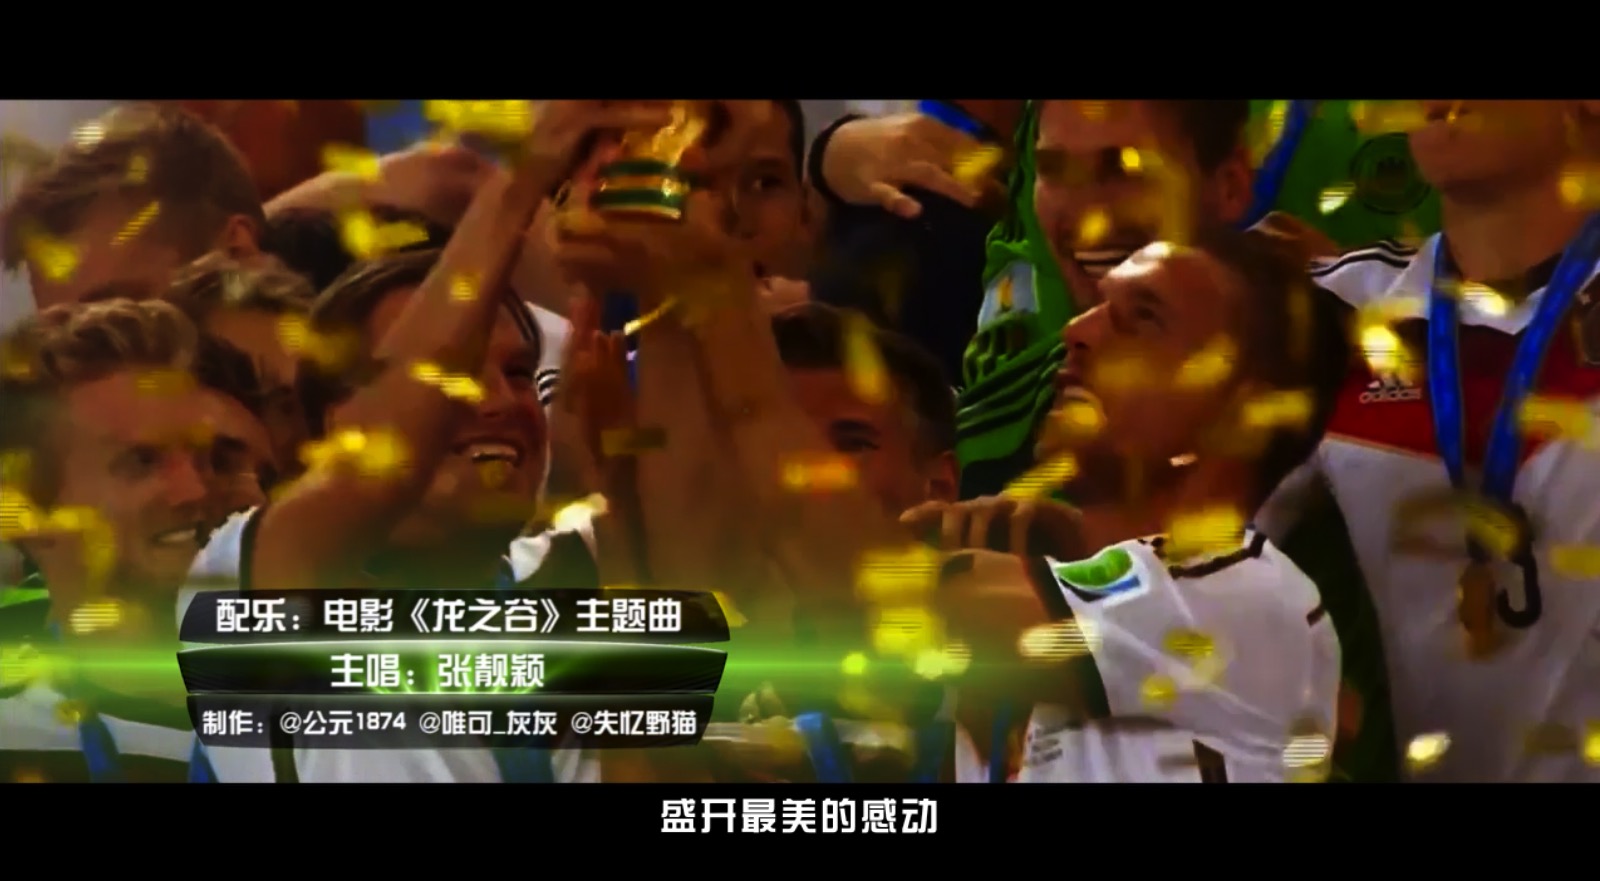 adidas
配乐：电影《龙之谷》主题曲
主唱：张靓颖
制作：@公元1874 @唯可_灰灰 @失忆野猫
盛开最美的感动